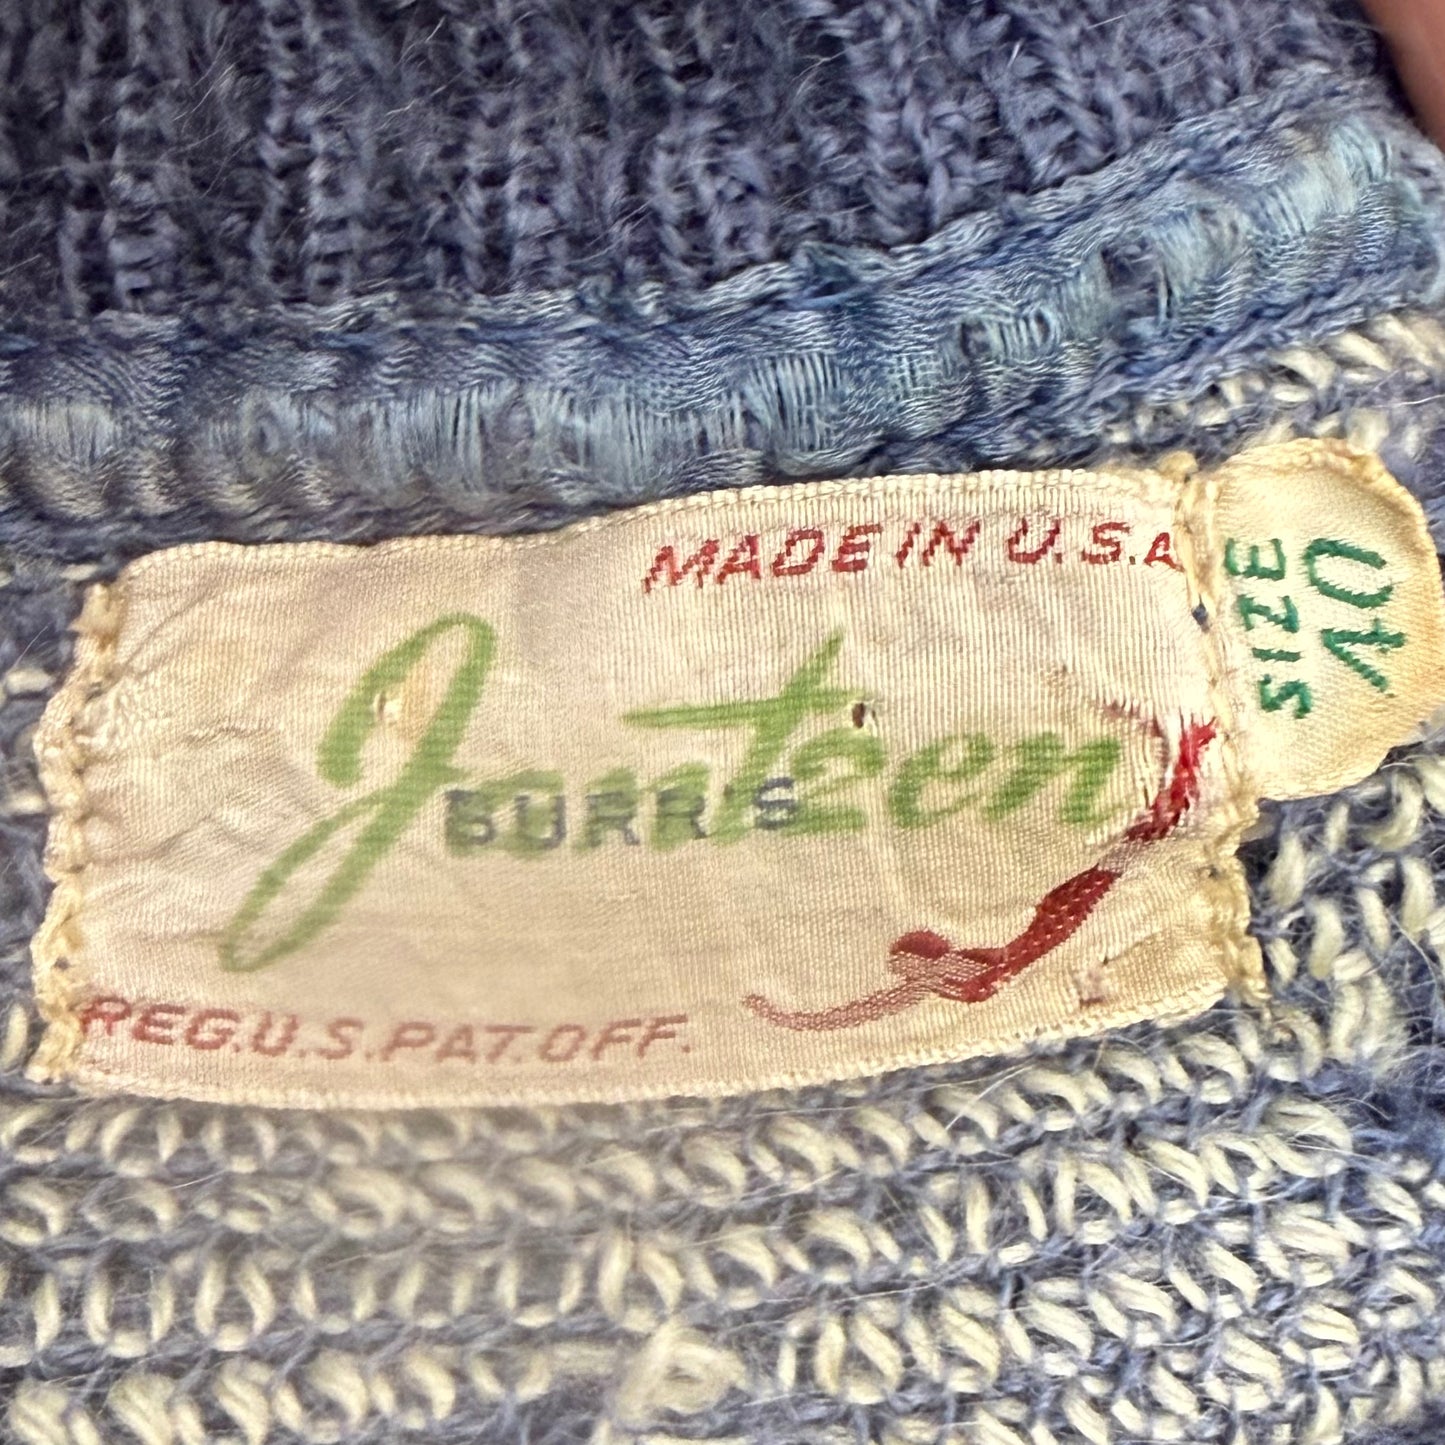 MADE IN U.S.A
Jantzen
BURR'S
REG.U.S.PAT.OFF.
SIZE
40